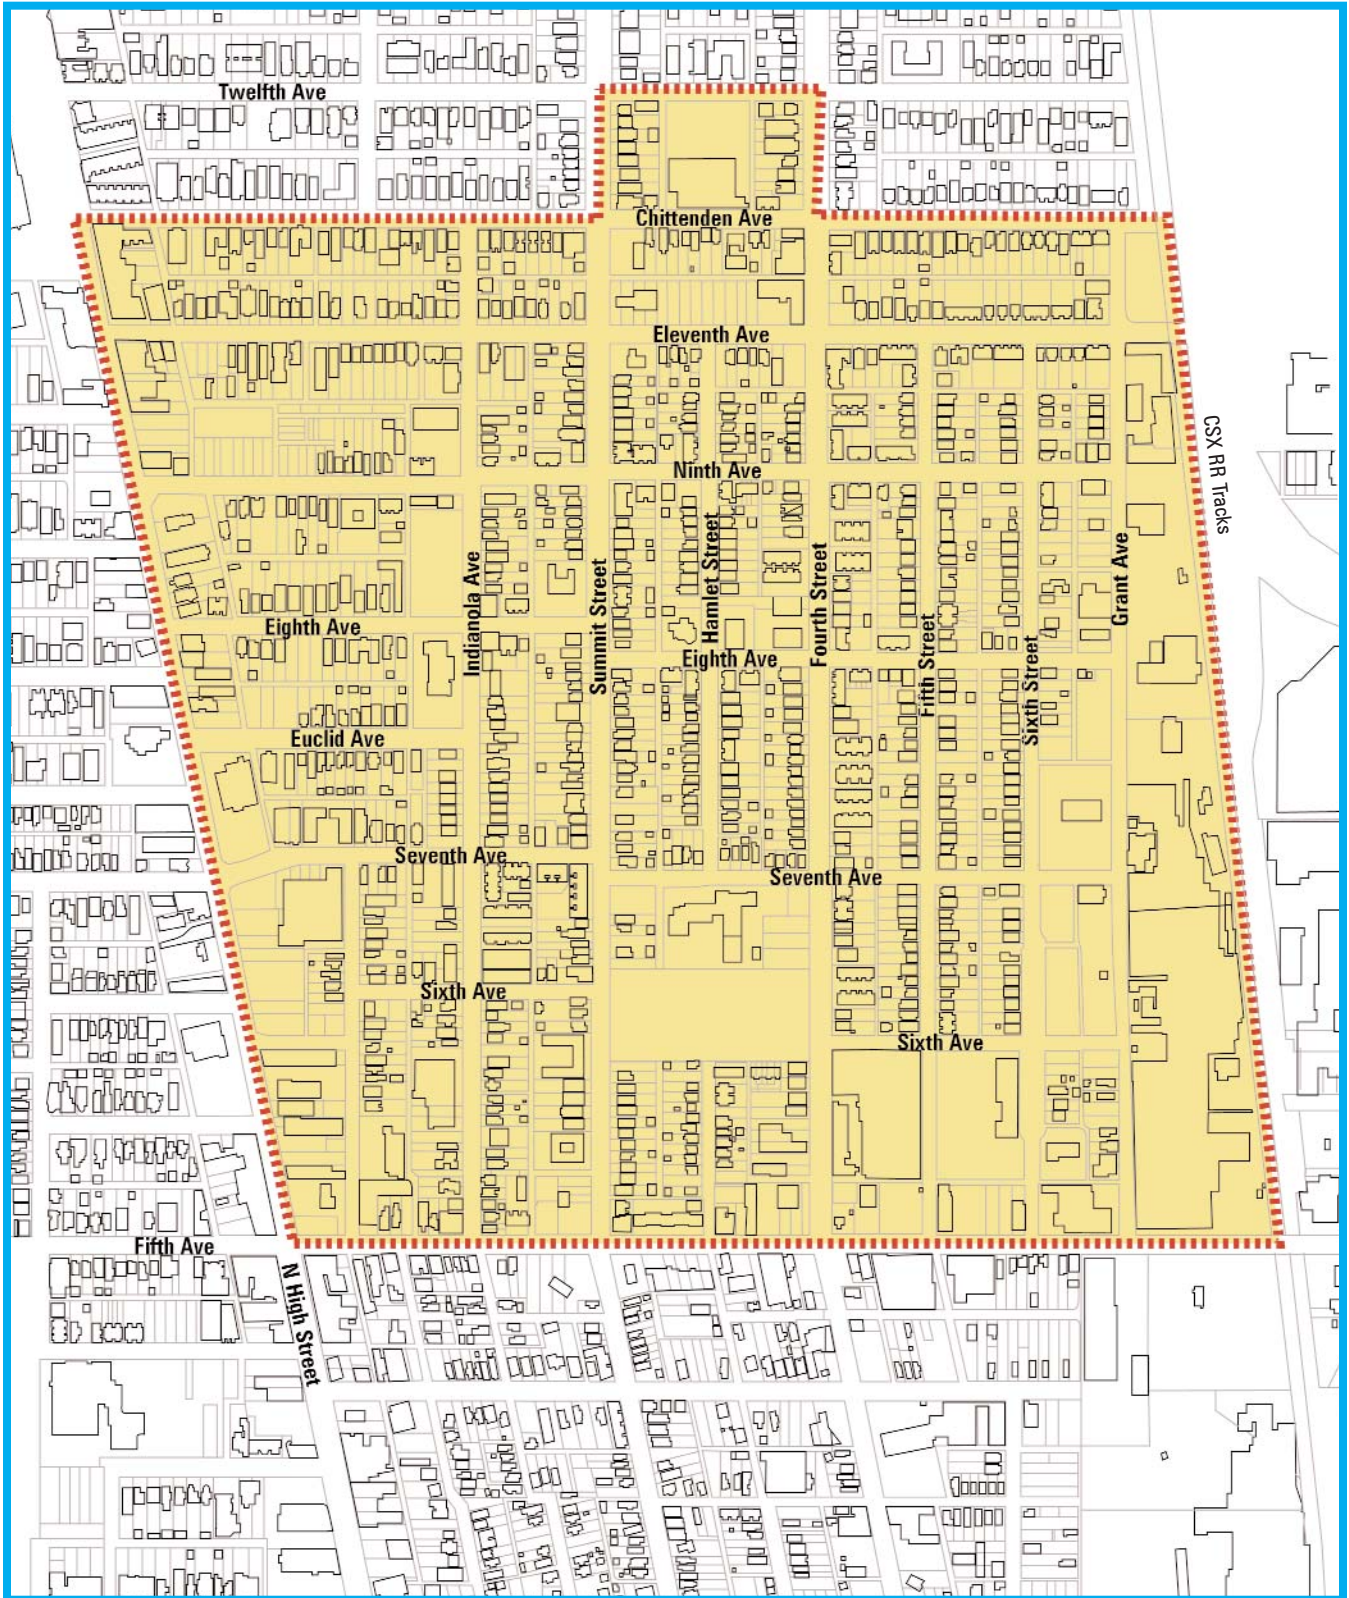 Twelfth Ave
Chittenden Ave
Eleventh Ave
CSX RR Tracks
Ninth Ave
Hamlet Street
Grant Ave
Fourth Street
Indianola Ave
Summit Street
Eighth Ave
Eighth Ave
Fifth Street
Sixth Street
Euclid Ave
Seventh Ave
Seventh Ave
Sixth Ave
Sixth Ave
Fifth Ave
N High Street